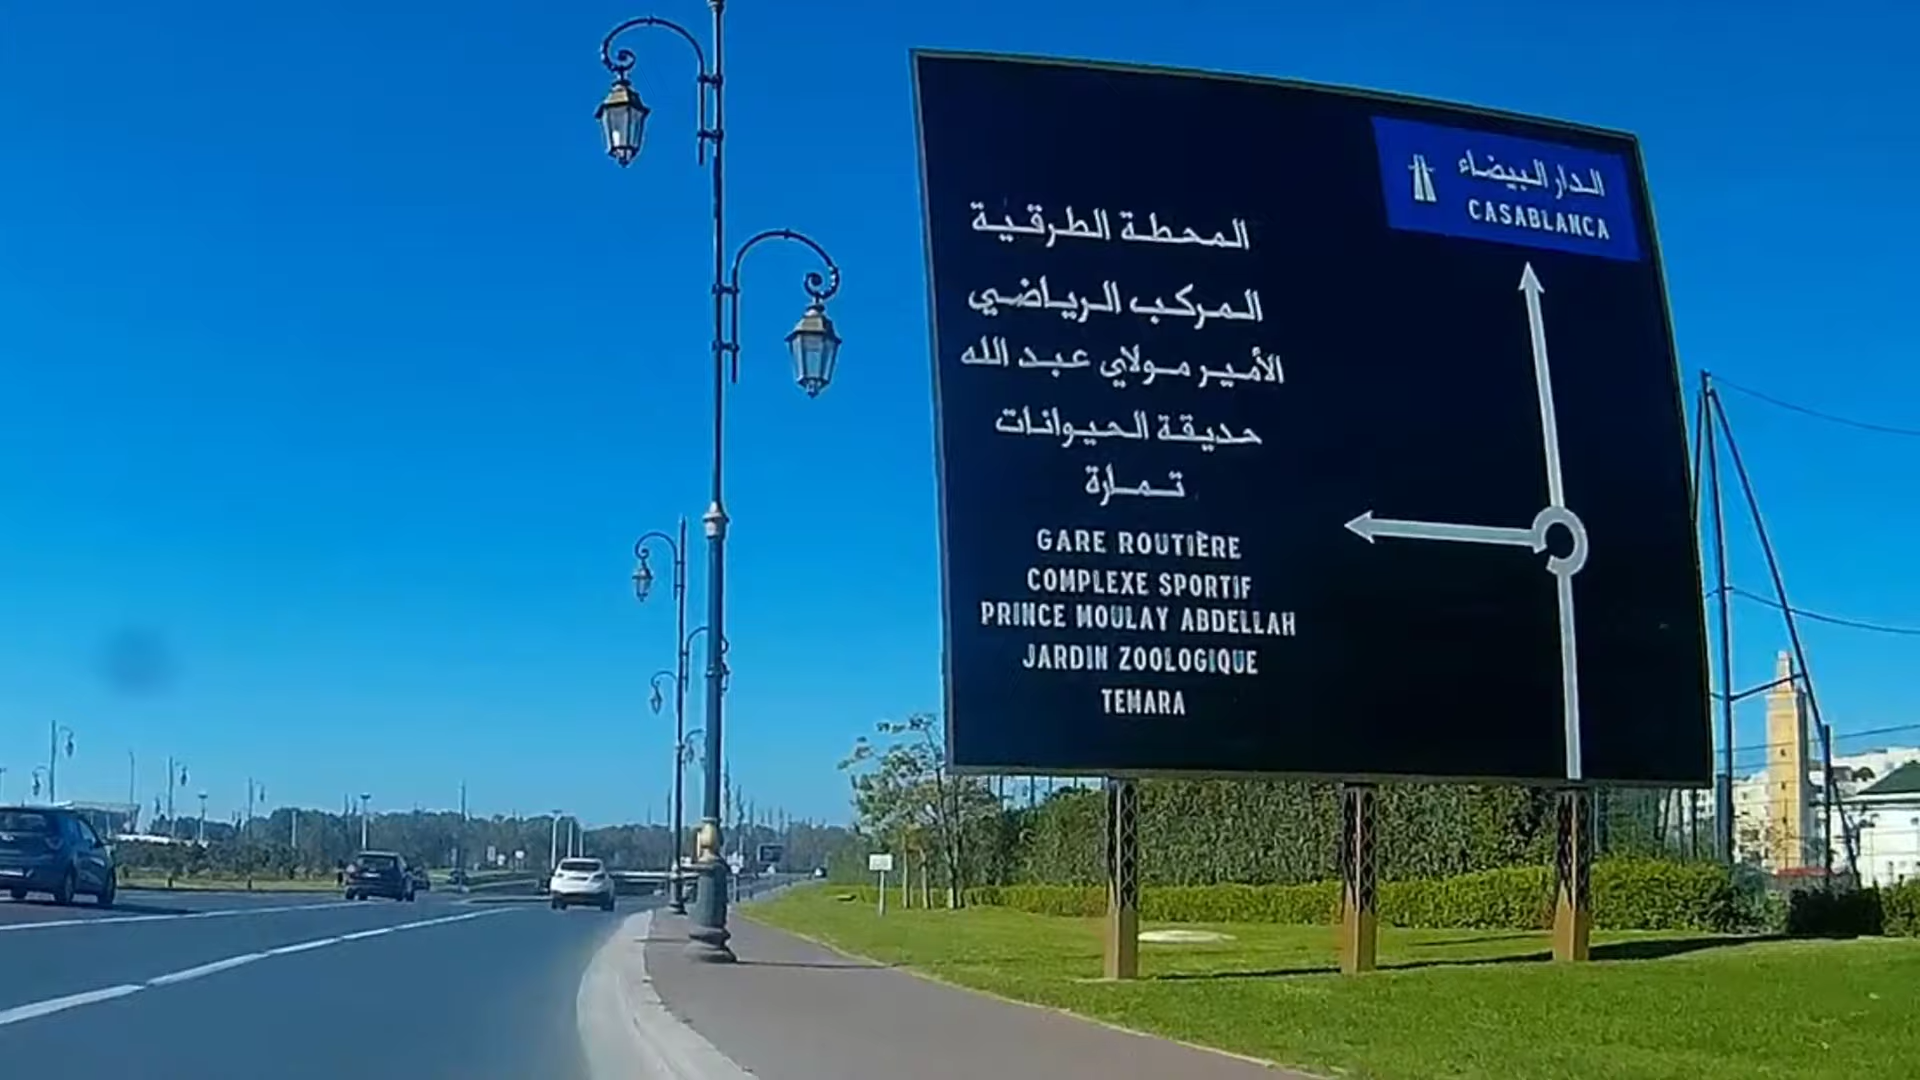 الدار البيضاء
CASABLANCA
المحطة الطرقية
المركب الرياضي
الأمير مولاي عبد الله
حديقة الحيوانات
تمارة
GARE ROUTIÈRE
COMPLEXE SPORTIF
PRINCE MOULAY ABDELLAH
JARDIN ZOOLOGIQUE
TEMARA